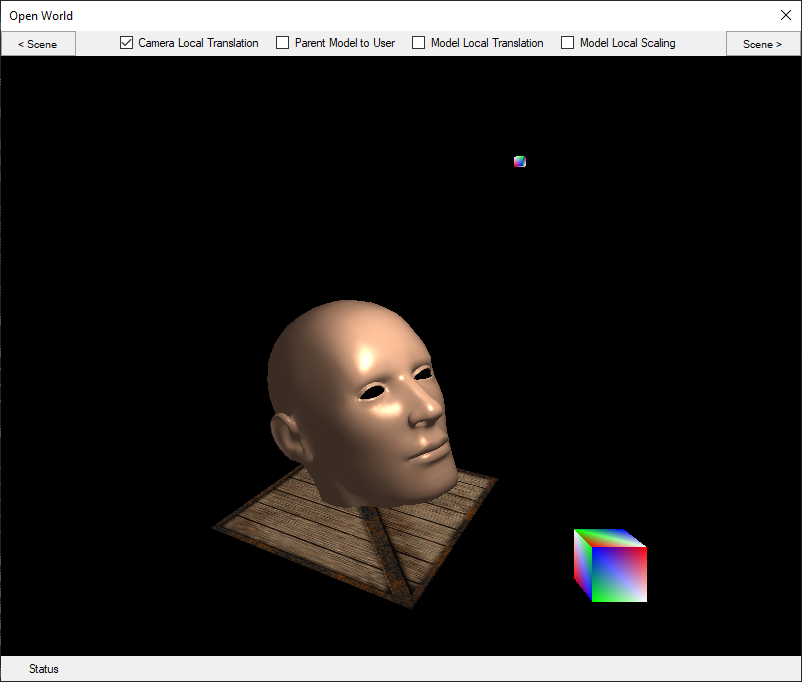 Open World
< Scene
Camera Local Translation
Parent Model to User
Model Local Translation
Model Local Scaling
Scene >
Status